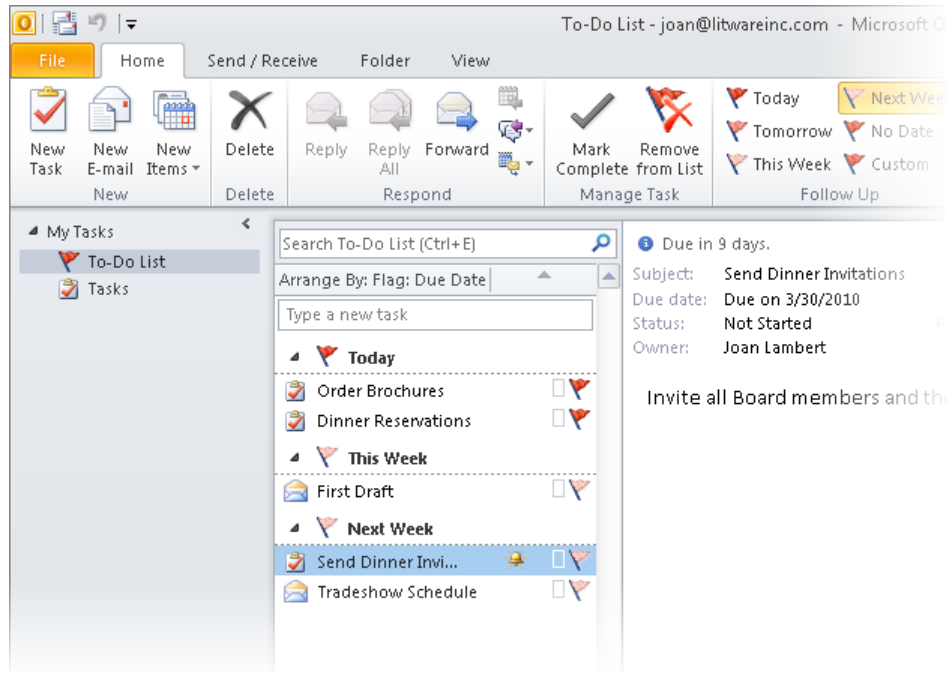 To-Do List - joan@litwareinc.com - Microsoft O
File Home Send / Receive Folder View
New Task
New E-mail
New Items
New
Delete
Delete
Reply
Reply All
Forward
Respond
Mark Complete
Remove from List
Manage Task
Today
Tomorrow
This Week
Next Wee
No Date
Custom
Follow Up
My Tasks
To-Do List
Tasks
Search To-Do List (Ctrl+E)
Arrange By: Flag: Due Date
Type a new task
Today
Order Brochures
Dinner Reservations
This Week
First Draft
Next Week
Send Dinner Invi...
Tradeshow Schedule
Due in 9 days.
Subject: Send Dinner Invitations
Due date: Due on 3/30/2010
Status: Not Started
Owner: Joan Lambert
Invite all Board members and the